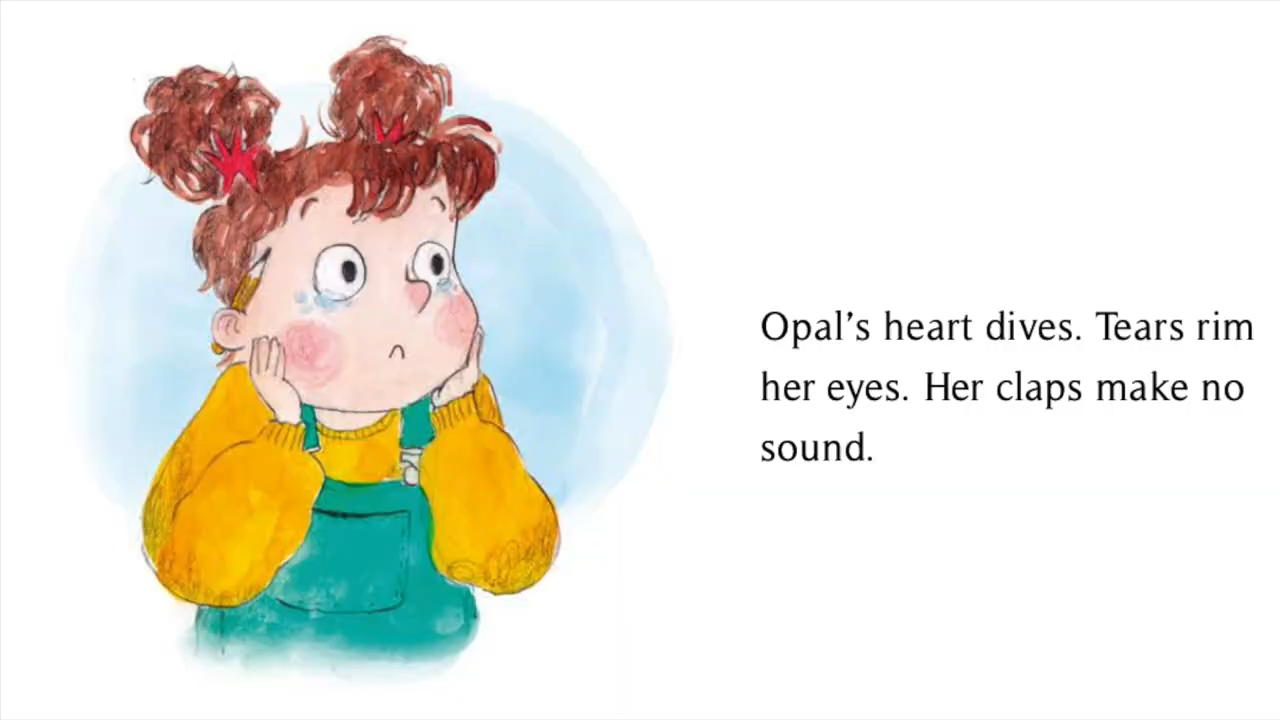 Opal’s heart dives. Tears rim
her eyes. Her claps make no
sound.